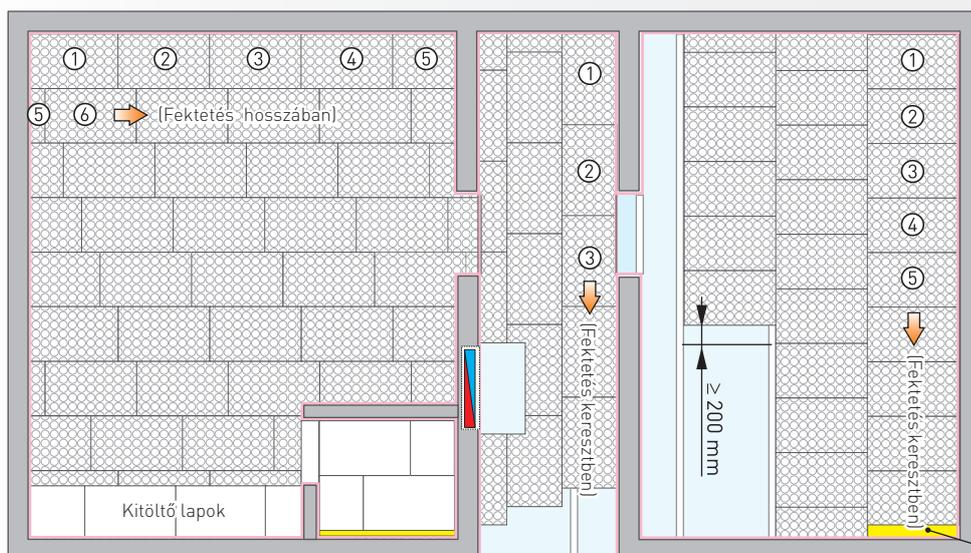 ① ② ③ ④ ⑤
⑤ ⑥ (Fektetés hosszában)
Kitöltő lapok
①
②
③
(Fektetés keresztben)
≥ 200 mm
①
②
③
④
⑤
(Fektetés keresztben)